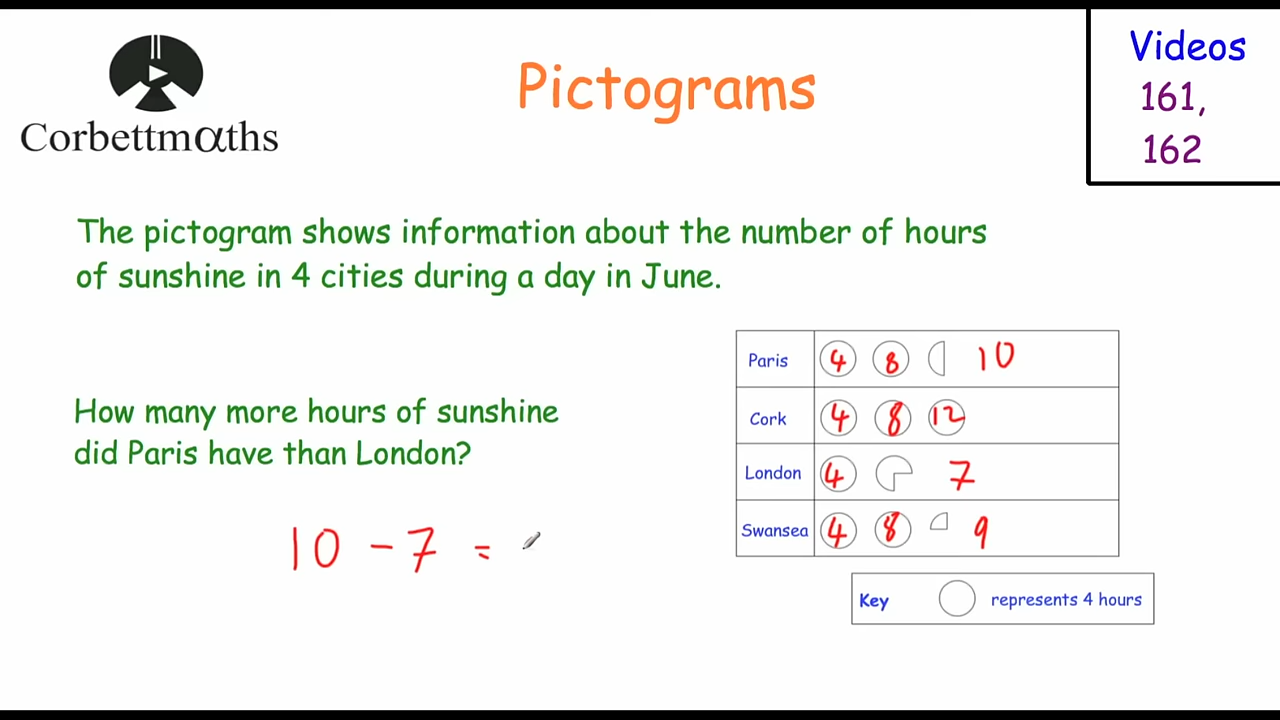 Corbettmαths
Pictograms
Videos
161,
162
The pictogram shows information about the number of hours
of sunshine in 4 cities during a day in June.
How many more hours of sunshine
did Paris have than London?
10 - 7 =
Paris 4 8 10
Cork 4 8 12
London 4 7
Swansea 4 8 9
Key represents 4 hours